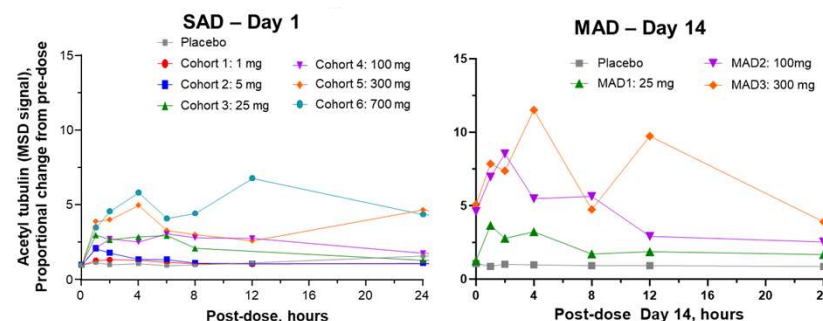 SAD – Day 1
Acetyl tubulin (MSD signal),
Proportional change from pre-dose
15
10
5
0
Placebo
Cohort 1: 1 mg
Cohort 2: 5 mg
Cohort 3: 25 mg
Cohort 4: 100 mg
Cohort 5: 300 mg
Cohort 6: 700 mg
0 4 8 12 16 20 24
Post-dose, hours
MAD – Day 14
15
10
5
0
Placebo
MAD1: 25 mg
MAD2: 100mg
MAD3: 300 mg
0 4 8 12 16 20 24
Post-dose Day 14, hours